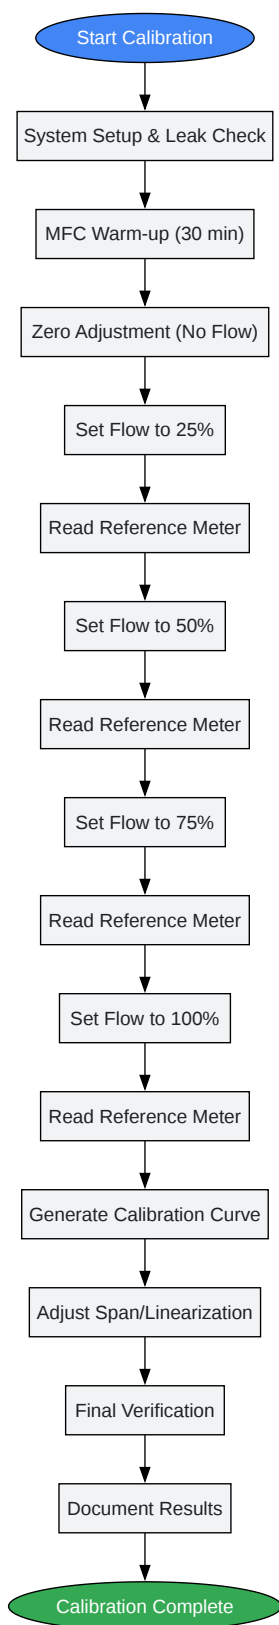 Start Calibration
System Setup & Leak Check
MFC Warm-up (30 min)
Zero Adjustment (No Flow)
Set Flow to 25%
Read Reference Meter
Set Flow to 50%
Read Reference Meter
Set Flow to 75%
Read Reference Meter
Set Flow to 100%
Read Reference Meter
Generate Calibration Curve
Adjust Span/Linearization
Final Verification
Document Results
Calibration Complete